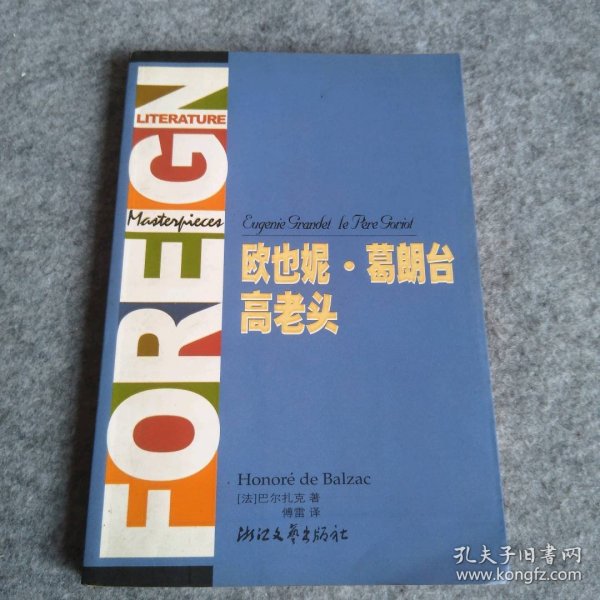 FOREIGN
LITERATURE
Masterpieces
Eugenie Grandet le Pere Goriot
欧也妮·葛朗台
高老头
Honoré de Balzac
[法]巴尔扎克 著
傅雷 译
浙江文艺出版社
孔夫子旧书网
www.kongfz.com